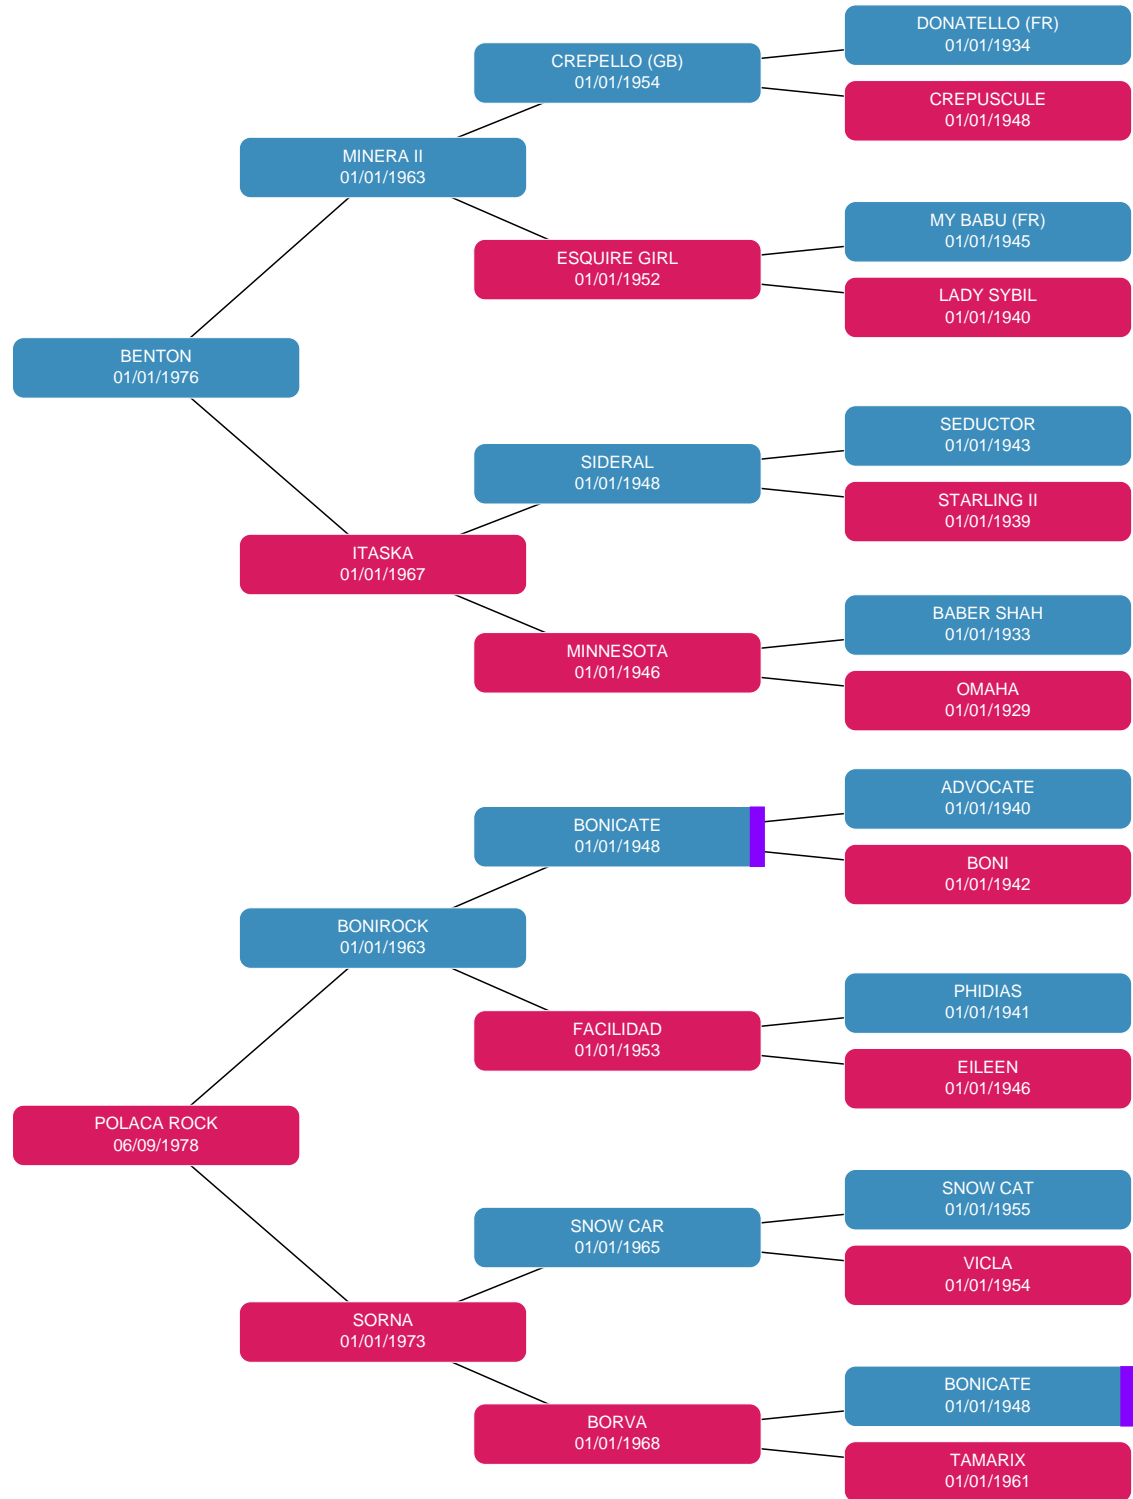 DONATELLO (FR)
01/01/1934
CREPELLO (GB)
01/01/1954
CREPUSCULE
01/01/1948
MINERA II
01/01/1963
MY BABU (FR)
01/01/1945
ESQUIRE GIRL
01/01/1952
LADY SYBIL
01/01/1940
BENTON
01/01/1976
SEDUCTOR
01/01/1943
SIDERAL
01/01/1948
STARLING II
01/01/1939
ITASKA
01/01/1967
BABER SHAH
01/01/1933
MINNESOTA
01/01/1946
OMAHA
01/01/1929
ADVOCATE
01/01/1940
BONICATE
01/01/1948
BONI
01/01/1942
BONIROCK
01/01/1963
PHIDIAS
01/01/1941
FACILIDAD
01/01/1953
EILEEN
01/01/1946
POLACA ROCK
06/09/1978
SNOW CAT
01/01/1955
SNOW CAR
01/01/1965
VICLA
01/01/1954
SORNA
01/01/1973
BONICATE
01/01/1948
BORVA
01/01/1968
TAMARIX
01/01/1961